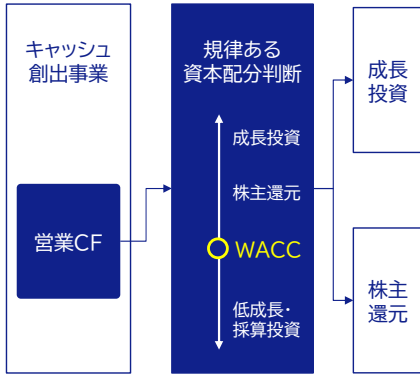 キャッシュ
創出事業
営業CF
規律ある
資本配分判断
成長投資
株主還元
WACC
低成長・
採算投資
成長
投資
株主
還元